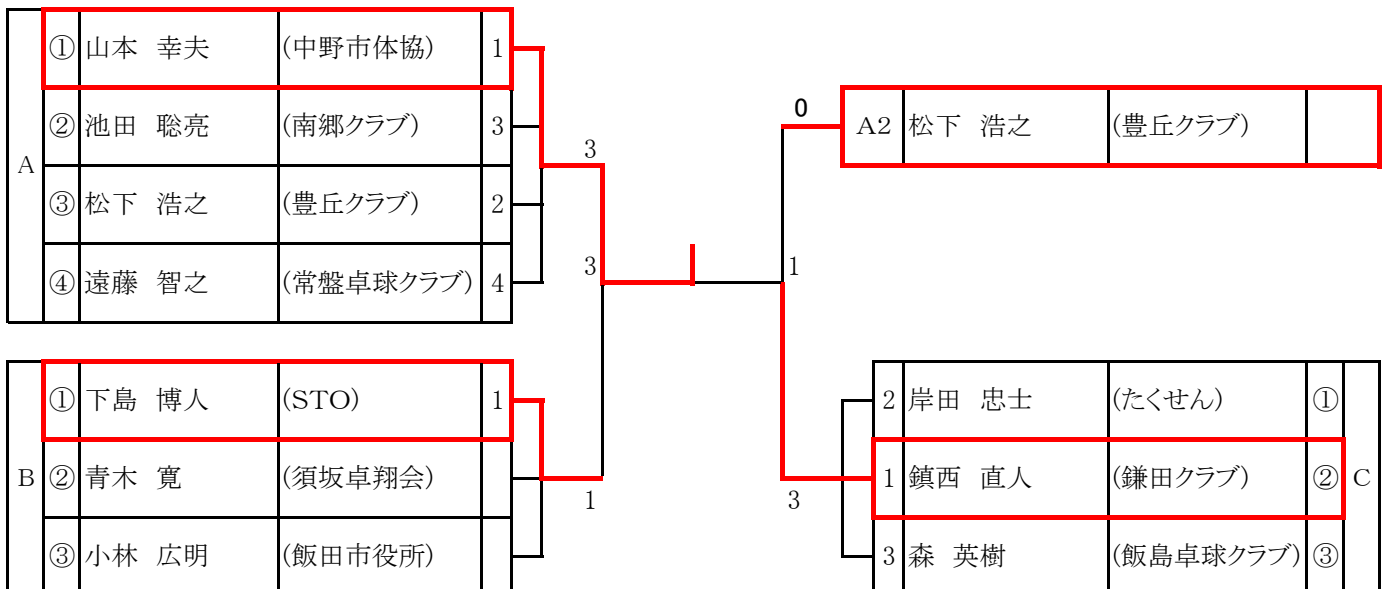 A
① 山本 幸夫 (中野市体協) 1
② 池田 聡亮 (南郷クラブ) 3
③ 松下 浩之 (豊丘クラブ) 2
④ 遠藤 智之 (常盤卓球クラブ) 4
3
3
0
A2 松下 浩之 (豊丘クラブ)
1
B
① 下島 博人 (STO) 1
② 青木 寛 (須坂卓翔会)
③ 小林 広明 (飯田市役所)
1
3
2 岸田 忠士 (たくせん) ①
1 鎮西 直人 (鎌田クラブ) ②
3 森 英樹 (飯島卓球クラブ) ③
C